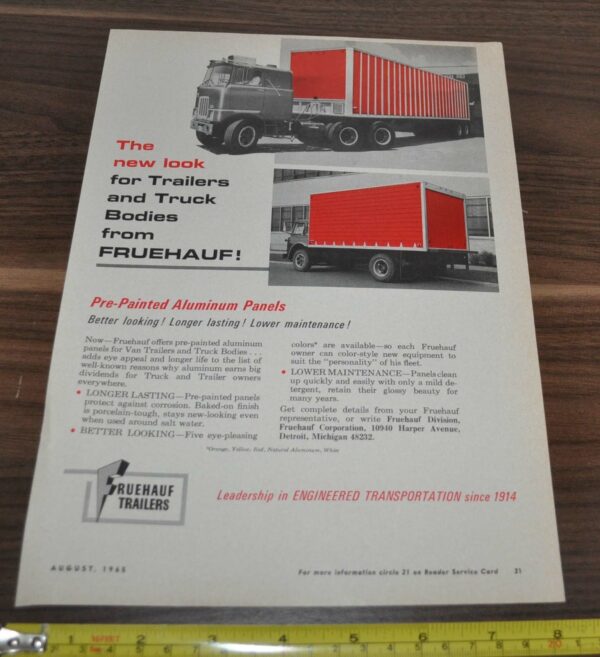 The
new look
for Trailers
and Truck
Bodies
from
FRUEHAUF!
Pre-Painted Aluminum Panels
Better looking! Longer lasting! Lower maintenance!
Now—Fruehauf offers pre-painted aluminum
panels for Van Trailers and Truck Bodies . . .
adds eye appeal and longer life to the list of
well-known reasons why aluminum earns big
dividends for Truck and Trailer owners
everywhere.
• LONGER LASTING—Pre-painted panels
protect against corrosion. Baked-on finish
is porcelain-tough, stays new-looking even
when used around salt water.
• BETTER LOOKING—Five eye-pleasing
colors* are available—so each Fruehauf
owner can color-style new equipment to
suit the "personality" of his fleet.
• LOWER MAINTENANCE—Panels clean
up quickly and easily with only a mild de-
tergent, retain their glossy beauty for
many years.
Get complete details from your Fruehauf
representative, or write Fruehauf Division,
Fruehauf Corporation, 10940 Harper Avenue,
Detroit, Michigan 48232.
*Orange, Yellow, Red, Natural Aluminum, White
FRUEHAUF
TRAILERS
Leadership in ENGINEERED TRANSPORTATION since 1914
AUGUST, 1965
For more information circle 21 on Reader Service Card 21
1 2 3 4 5 6 7 8